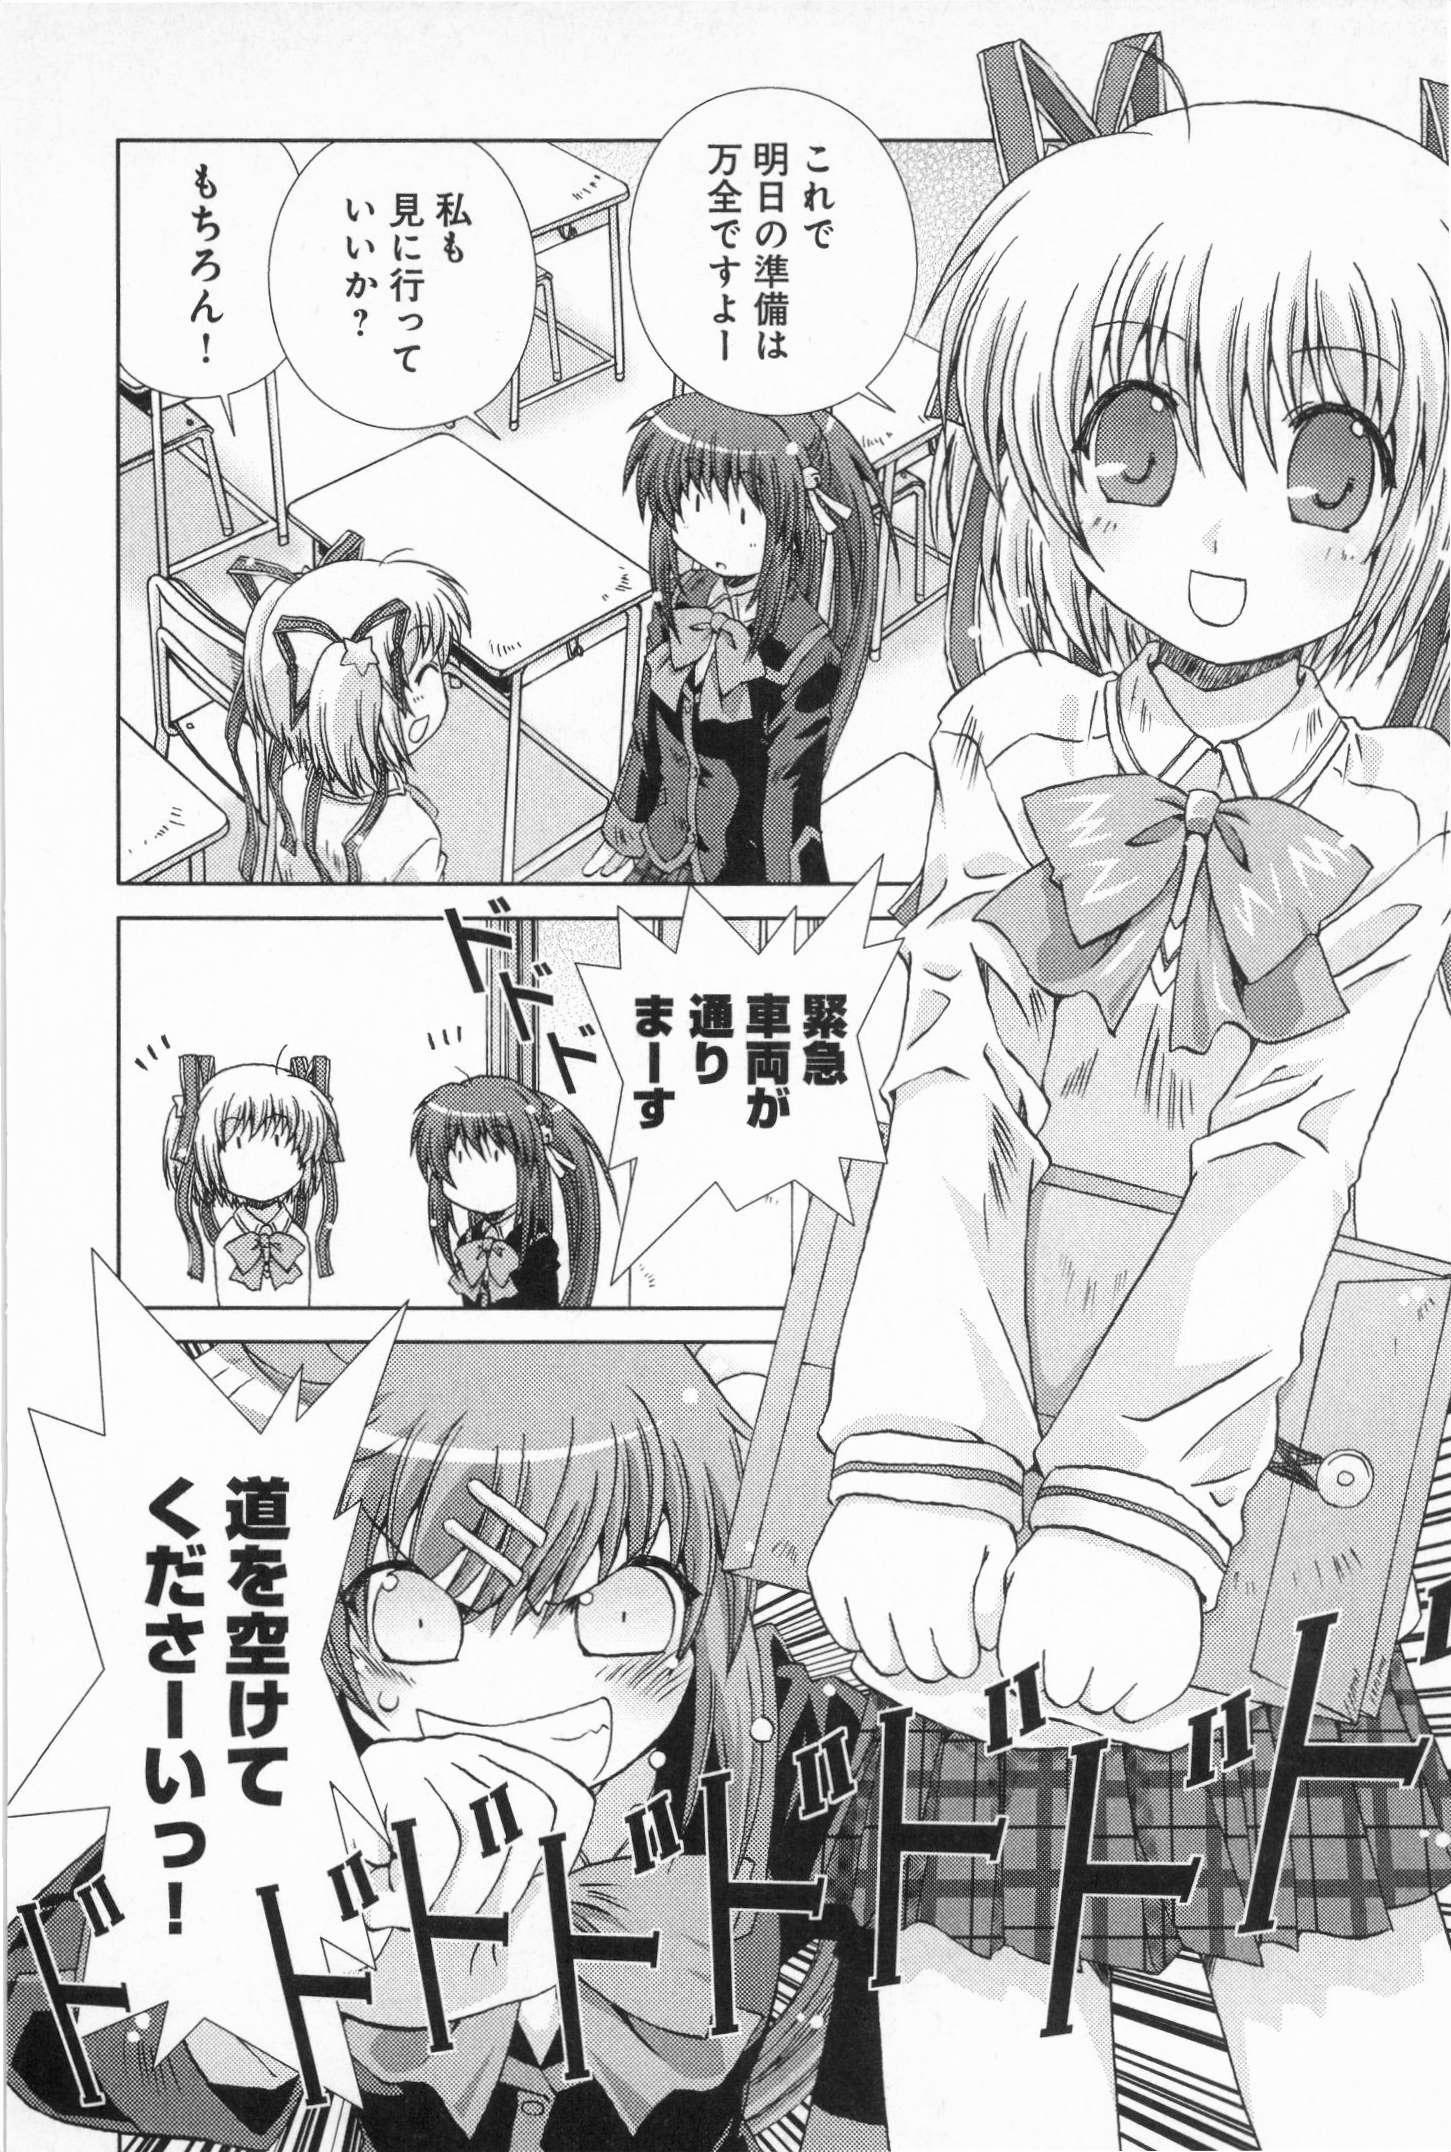 これで
明日の準備は
万全ですよー
私も
見に行って
いいか?
もちろん!
ドドド
緊急
車両が
通り
まーす
道を空けて
くださーいっ!
ドドドドドドドド